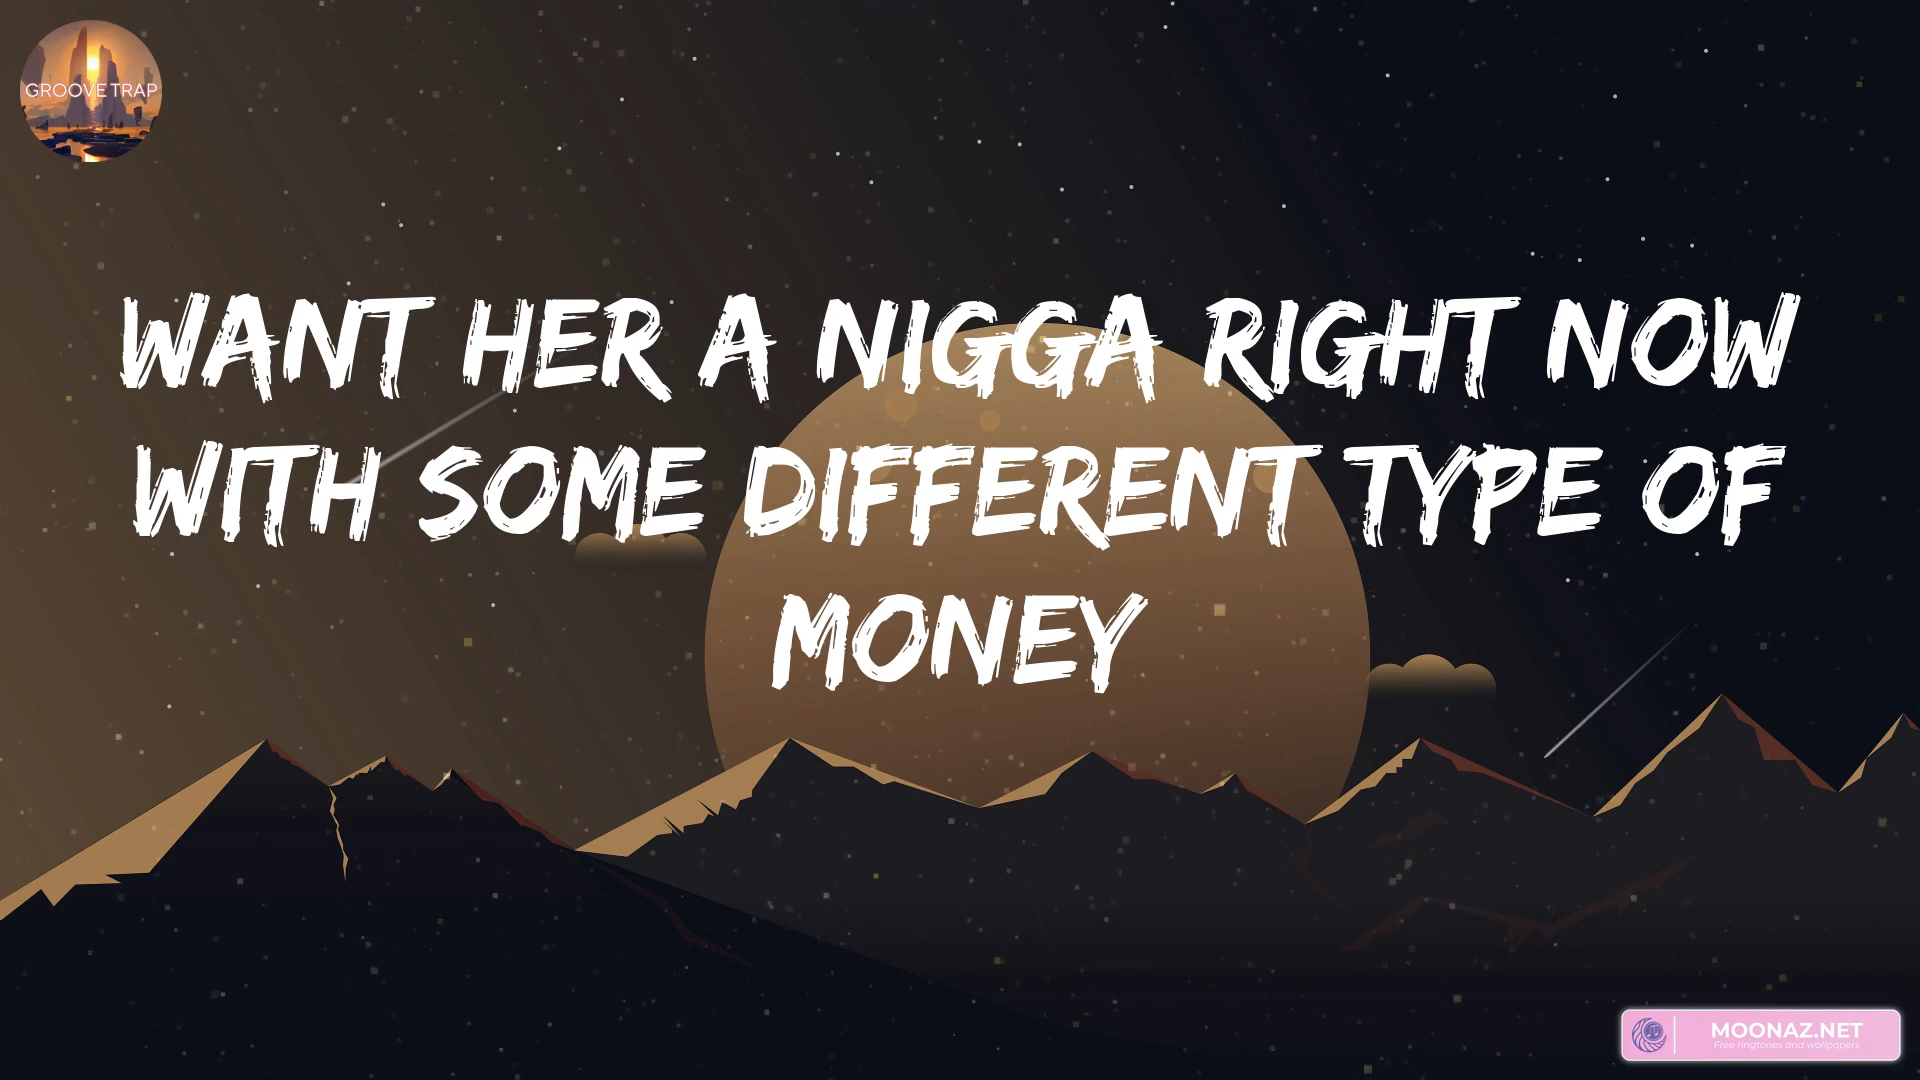 GROOVE TRAP
WANT HER A NIGGA RIGHT NOW
WITH SOME DIFFERENT TYPE OF
MONEY
MOONAZ.NET
Free ringtones and wallpapers